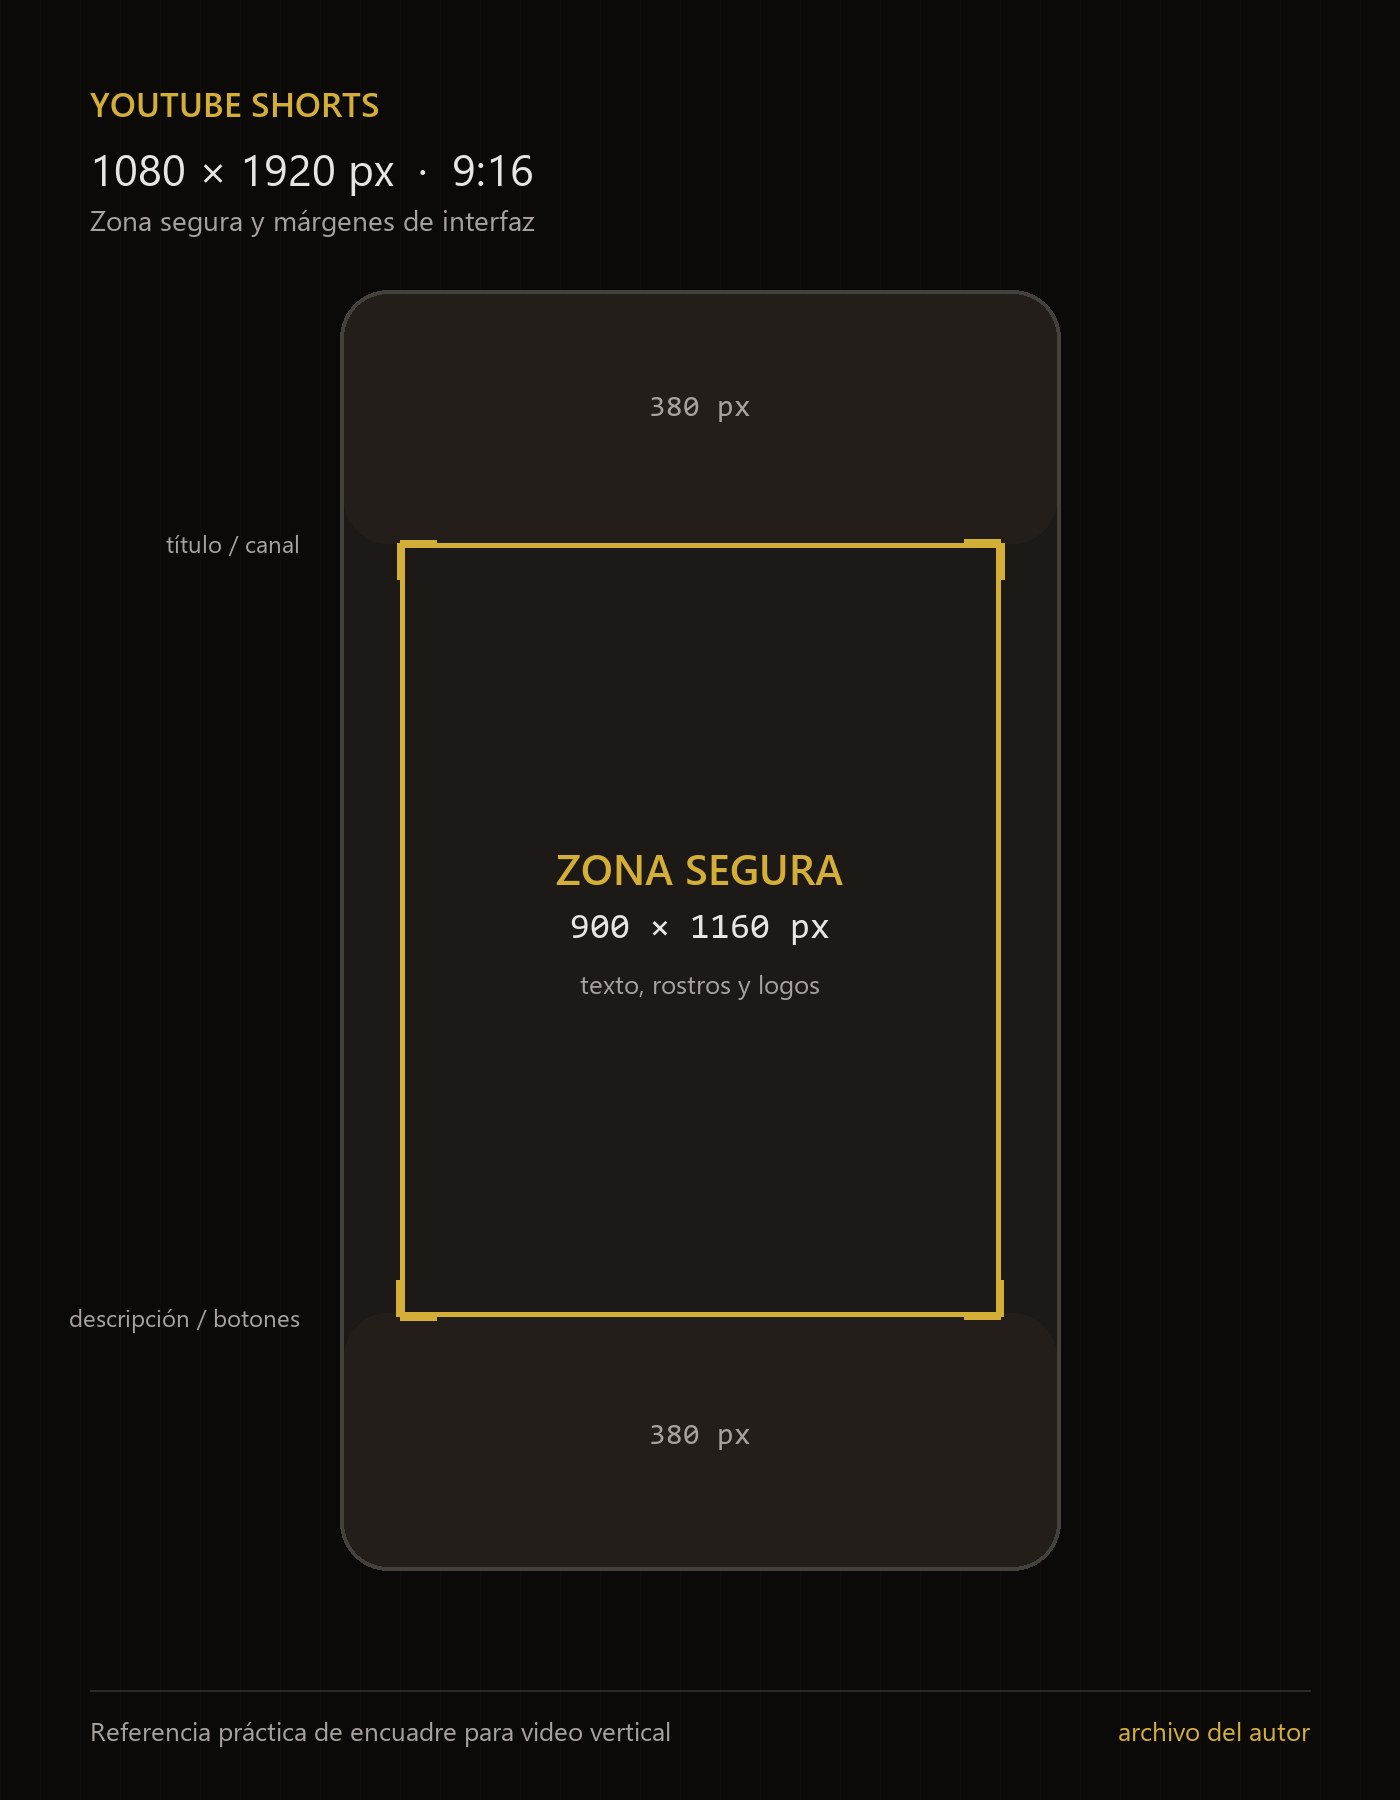 YOUTUBE SHORTS
1080 × 1920 px · 9:16
Zona segura y márgenes de interfaz
380 px
título / canal
ZONA SEGURA
900 × 1160 px
texto, rostros y logos
descripción / botones
380 px
Referencia práctica de encuadre para video vertical
archivo del autor